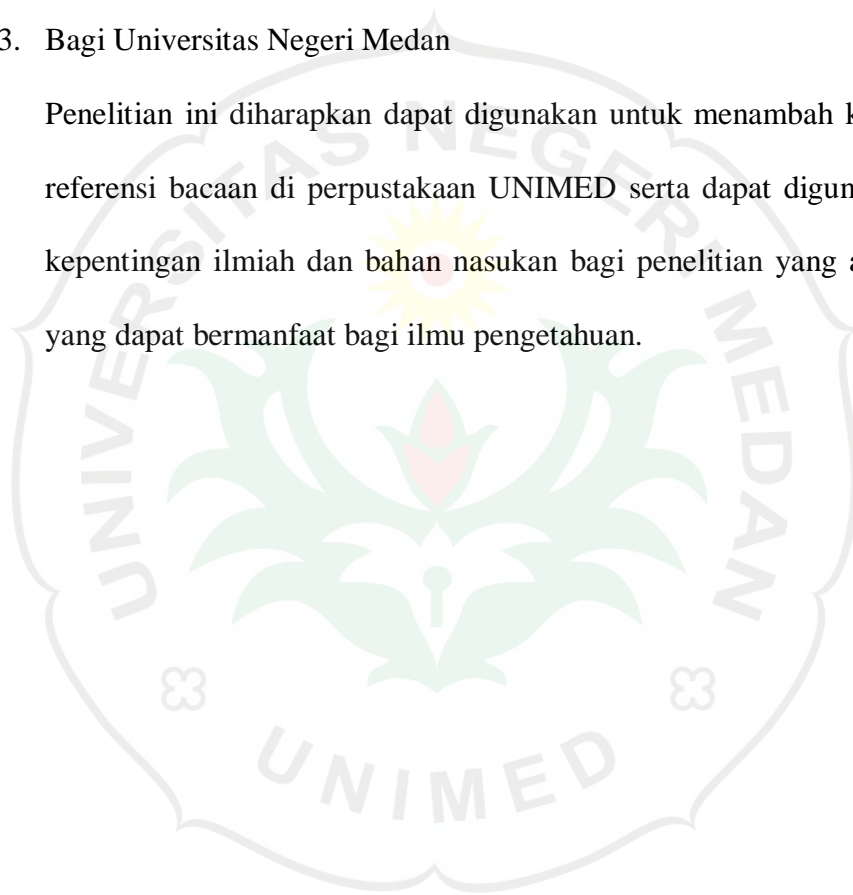 3. Bagi Universitas Negeri Medan
Penelitian ini diharapkan dapat digunakan untuk menambah
referensi bacaan di perpustakaan UNIMED serta dapat
kepentingan ilmiah dan bahan nasukan bagi penelitian yang
yang dapat bermanfaat bagi ilmu pengetahuan.
UNIVERSITAS NEGERI MEDAN
UNIMED